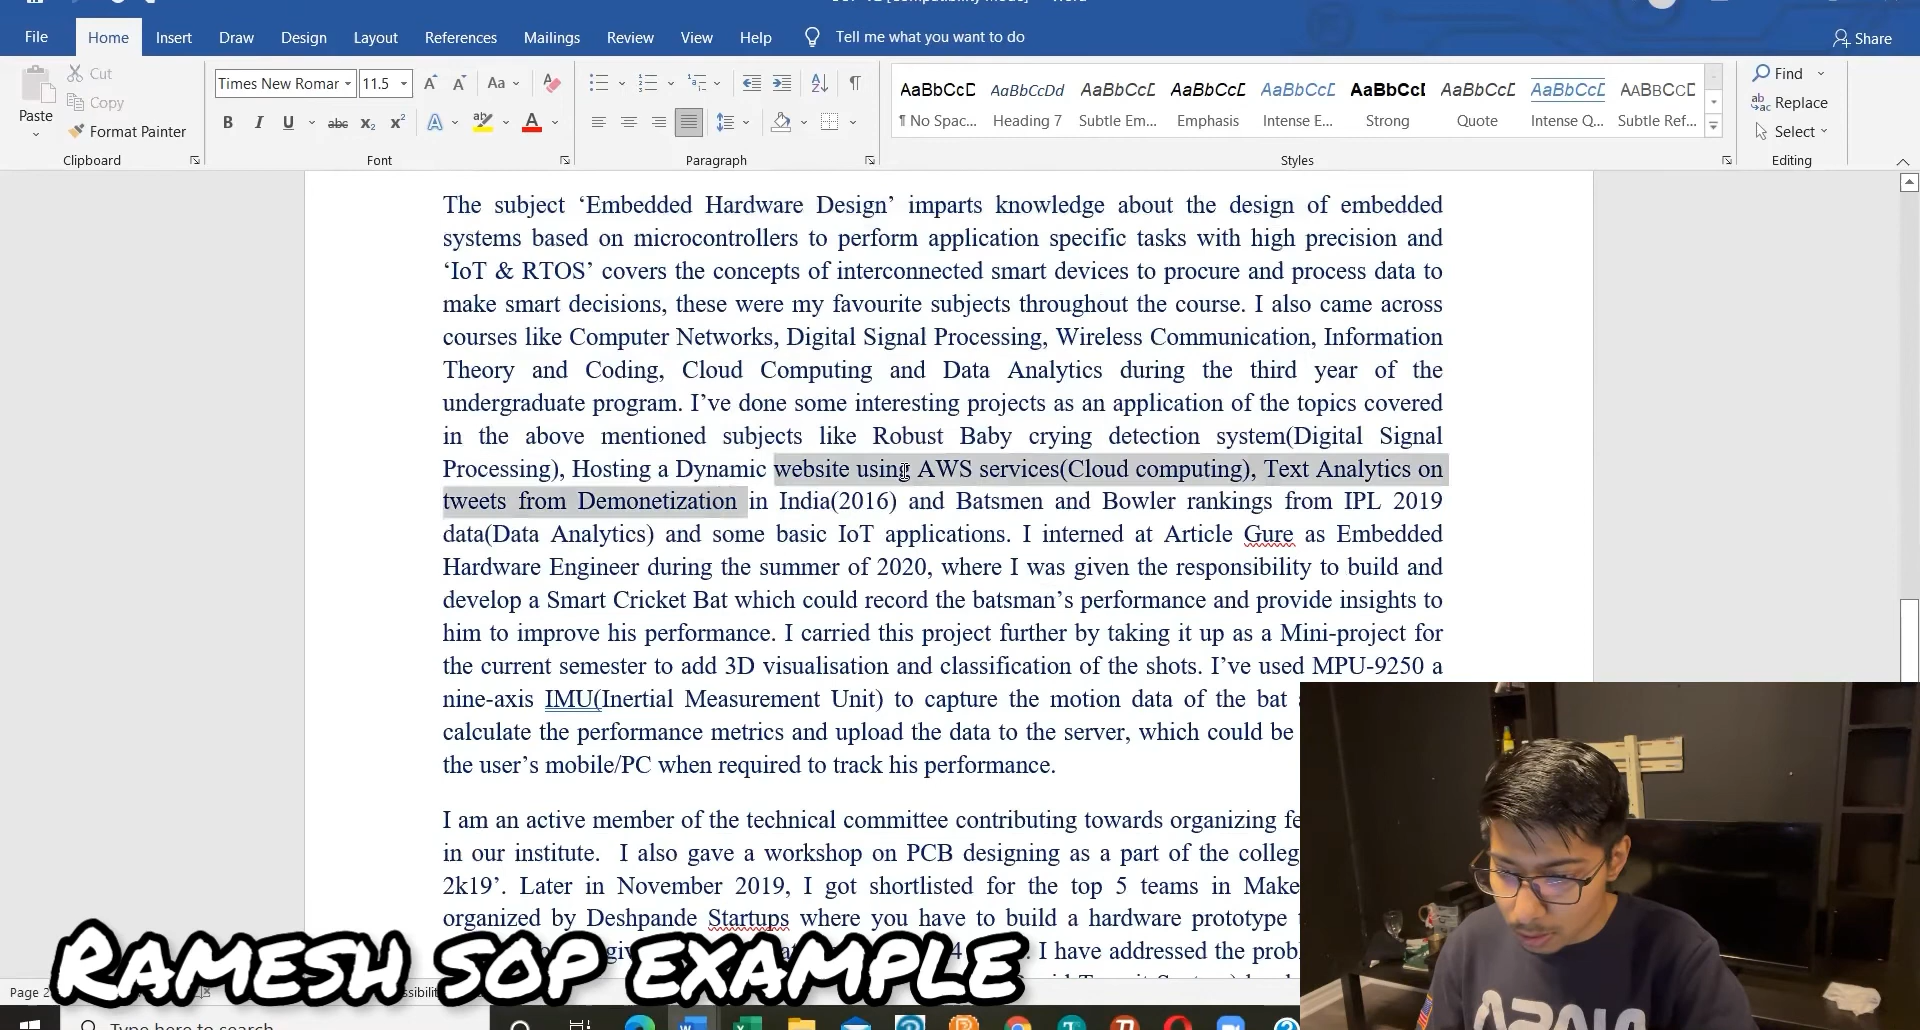 File Home Insert Draw Design Layout References Mailings Review View Help Tell me what you want to do Share
Cut
Copy
Format Painter
Paste
Clipboard
Times New Romar 11.5
Font
Paragraph
AaBbCcD AaBbCcDd AaBbCcD AaBbCcD AaBbCcD AaBbCcD AaBbCcD AaBbCcD AABBCCD
¶ No Spac... Heading 7 Subtle Em... Emphasis Intense E... Strong Quote Intense Q... Subtle Ref...
Styles
Find
Replace
Select
Editing
The subject ‘Embedded Hardware Design’ imparts knowledge about the design of embedded
systems based on microcontrollers to perform application specific tasks with high precision and
‘IoT & RTOS’ covers the concepts of interconnected smart devices to procure and process data to
make smart decisions, these were my favourite subjects throughout the course. I also came across
courses like Computer Networks, Digital Signal Processing, Wireless Communication, Information
Theory and Coding, Cloud Computing and Data Analytics during the third year of the
undergraduate program. I’ve done some interesting projects as an application of the topics covered
in the above mentioned subjects like Robust Baby crying detection system(Digital Signal
Processing), Hosting a Dynamic website using AWS services(Cloud computing), Text Analytics on
tweets from Demonetization in India(2016) and Batsmen and Bowler rankings from IPL 2019
data(Data Analytics) and some basic IoT applications. I interned at Article Gure as Embedded
Hardware Engineer during the summer of 2020, where I was given the responsibility to build and
develop a Smart Cricket Bat which could record the batsman’s performance and provide insights to
him to improve his performance. I carried this project further by taking it up as a Mini-project for
the current semester to add 3D visualisation and classification of the shots. I’ve used MPU-9250 a
nine-axis IMU(Inertial Measurement Unit) to capture the motion data of the bat
calculate the performance metrics and upload the data to the server, which could be
the user’s mobile/PC when required to track his performance.
I am an active member of the technical committee contributing towards organizing
in our institute. I also gave a workshop on PCB designing as a part of the
2k19’. Later in November 2019, I got shortlisted for the top 5 teams in
organized by Deshpande Startups where you have to build a hardware prototype
I have addressed the
RAMESH SOP EXAMPLE
Page 2
Type here to search